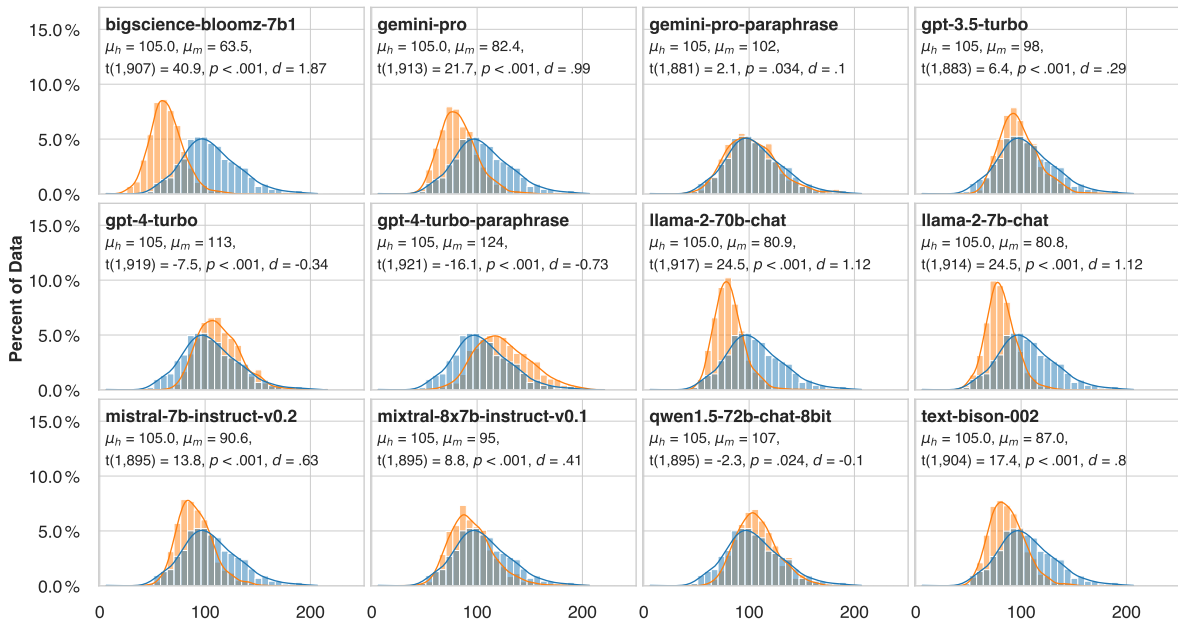 Percent of Data
15.0 %
10.0 %
5.0 %
0.0 %
bigscience-bloomz-7b1
μh = 105.0, μm = 63.5,
t(1,907) = 40.9, p < .001, d = 1.87
gemini-pro
μh = 105.0, μm = 82.4,
t(1,913) = 21.7, p < .001, d = .99
gemini-pro-paraphrase
μh = 105, μm = 102,
t(1,881) = 2.1, p = .034, d = .1
gpt-3.5-turbo
μh = 105, μm = 98,
t(1,883) = 6.4, p < .001, d = .29
15.0 %
10.0 %
5.0 %
0.0 %
gpt-4-turbo
μh = 105, μm = 113,
t(1,919) = -7.5, p < .001, d = -0.34
gpt-4-turbo-paraphrase
μh = 105, μm = 124,
t(1,921) = -16.1, p < .001, d = -0.73
llama-2-70b-chat
μh = 105.0, μm = 80.9,
t(1,917) = 24.5, p < .001, d = 1.12
llama-2-7b-chat
μh = 105.0, μm = 80.8,
t(1,914) = 24.5, p < .001, d = 1.12
15.0 %
10.0 %
5.0 %
0.0 %
mistral-7b-instruct-v0.2
μh = 105.0, μm = 90.6,
t(1,895) = 13.8, p < .001, d = .63
mixtral-8x7b-instruct-v0.1
μh = 105, μm = 95,
t(1,895) = 8.8, p < .001, d = .41
qwen1.5-72b-chat-8bit
μh = 105, μm = 107,
t(1,895) = -2.3, p = .024, d = -0.1
text-bison-002
μh = 105.0, μm = 87.0,
t(1,904) = 17.4, p < .001, d = .8
0 100 200
0 100 200
0 100 200
0 100 200